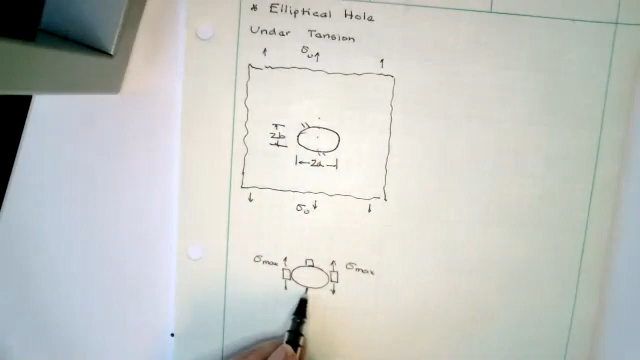 * Elliptical Hole
Under Tension
σ₀
2b
2a
σ₀
σmax
σmax